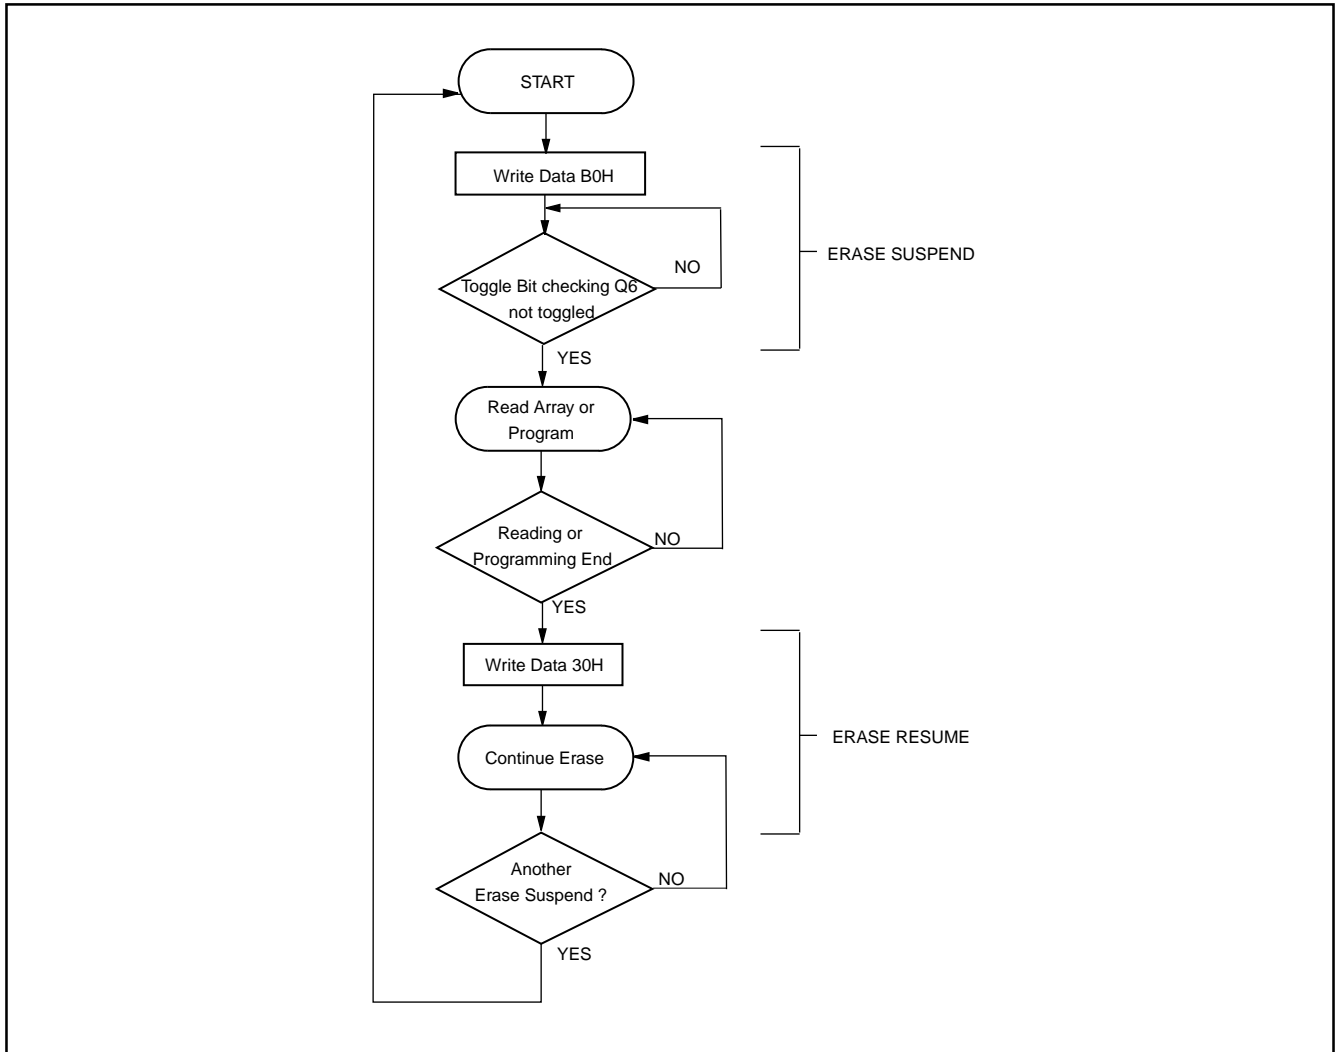 START
Write Data B0H
ERASE SUSPEND
NO
Toggle Bit checking Q6
not toggled
YES
Read Array or
Program
Reading or
NO
Programming End
YES
Write Data 30H
ERASE RESUME
Continue Erase
Another
NO
Erase Suspend ?
YES